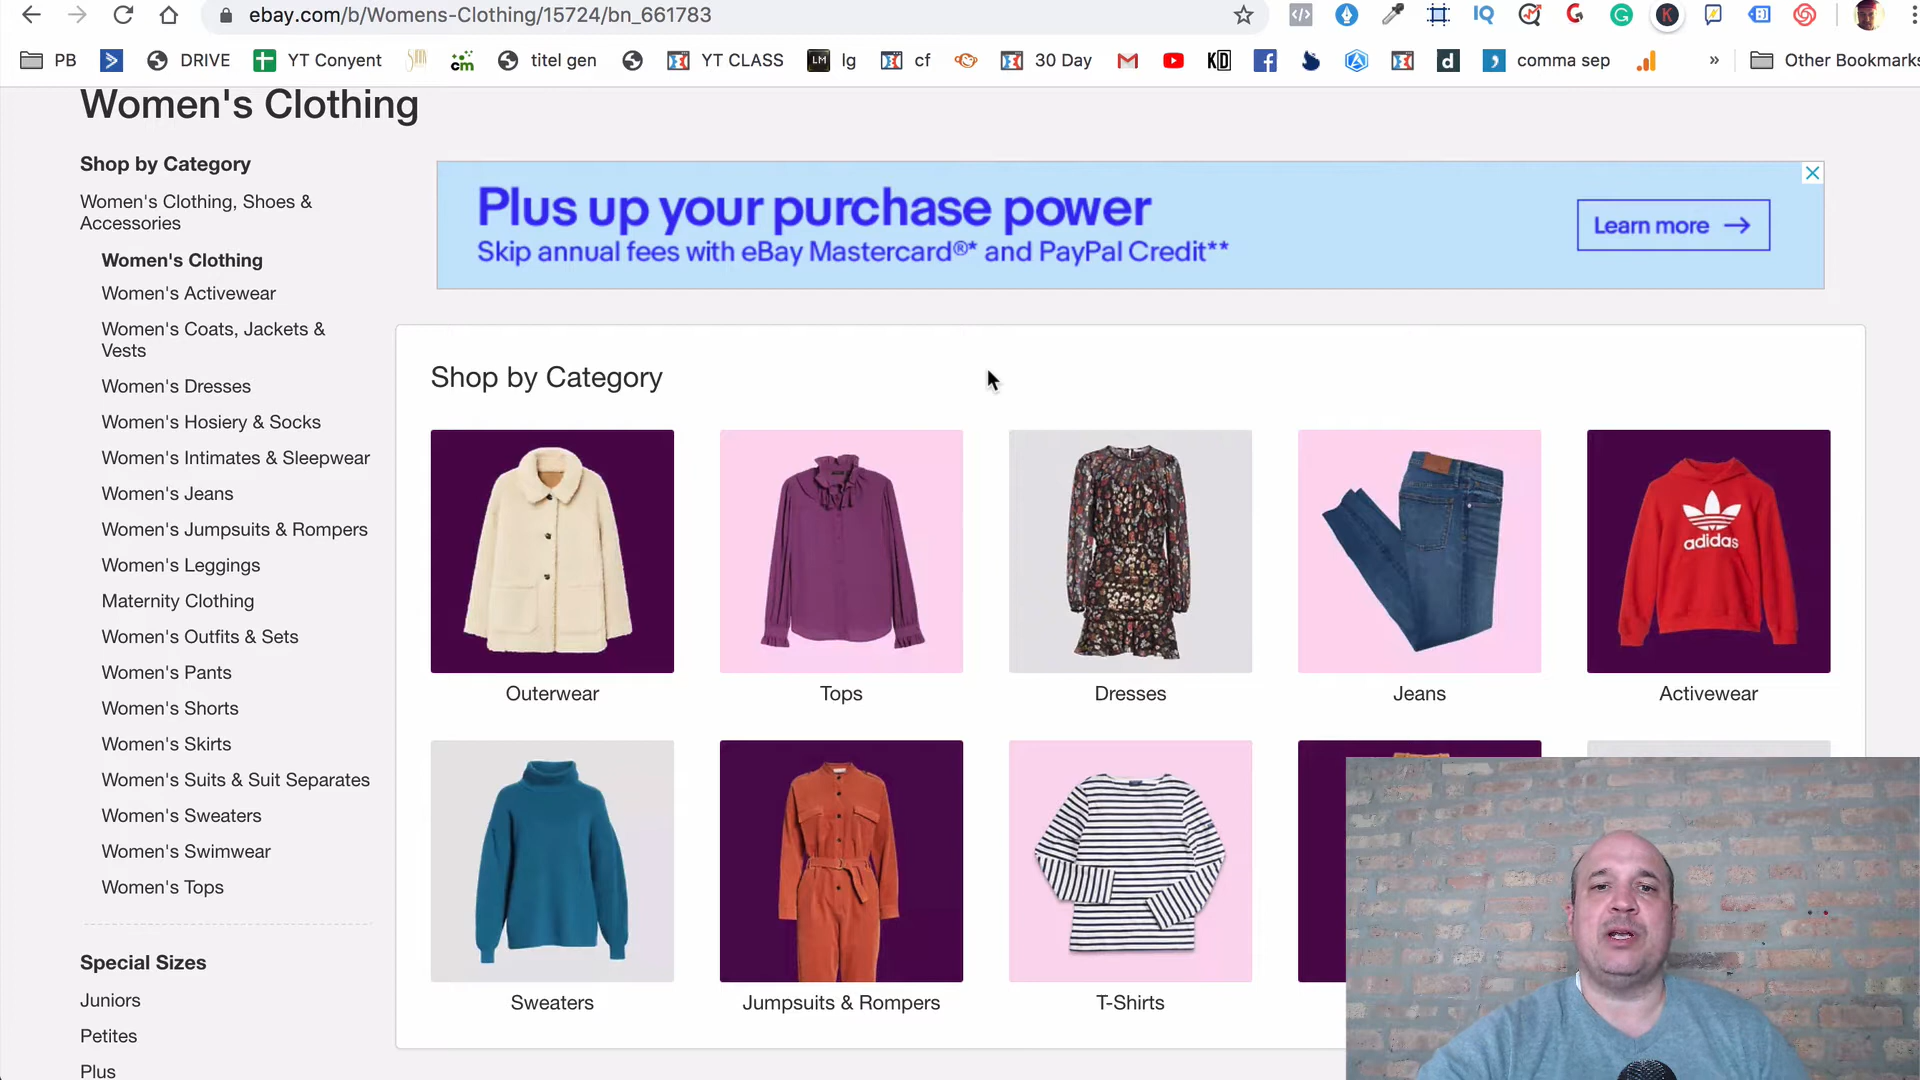 ebay.com/b/Womens-Clothing/15724/bn_661783
PB
DRIVE
YT Conyent
cm
titel gen
YT CLASS
LM
lg
cf
30 Day
KD
comma sep
»
Other Bookmarks
Women's Clothing
Shop by Category
Women's Clothing, Shoes &
Accessories
Women's Clothing
Women's Activewear
Women's Coats, Jackets &
Vests
Women's Dresses
Women's Hosiery & Socks
Women's Intimates & Sleepwear
Women's Jeans
Women's Jumpsuits & Rompers
Women's Leggings
Maternity Clothing
Women's Outfits & Sets
Women's Pants
Women's Shorts
Women's Skirts
Women's Suits & Suit Separates
Women's Sweaters
Women's Swimwear
Women's Tops
Special Sizes
Juniors
Petites
Plus
Plus up your purchase power
Skip annual fees with eBay Mastercard®* and PayPal Credit**
Learn more →
Shop by Category
adidas
Outerwear
Tops
Dresses
Jeans
Activewear
Sweaters
Jumpsuits & Rompers
T-Shirts